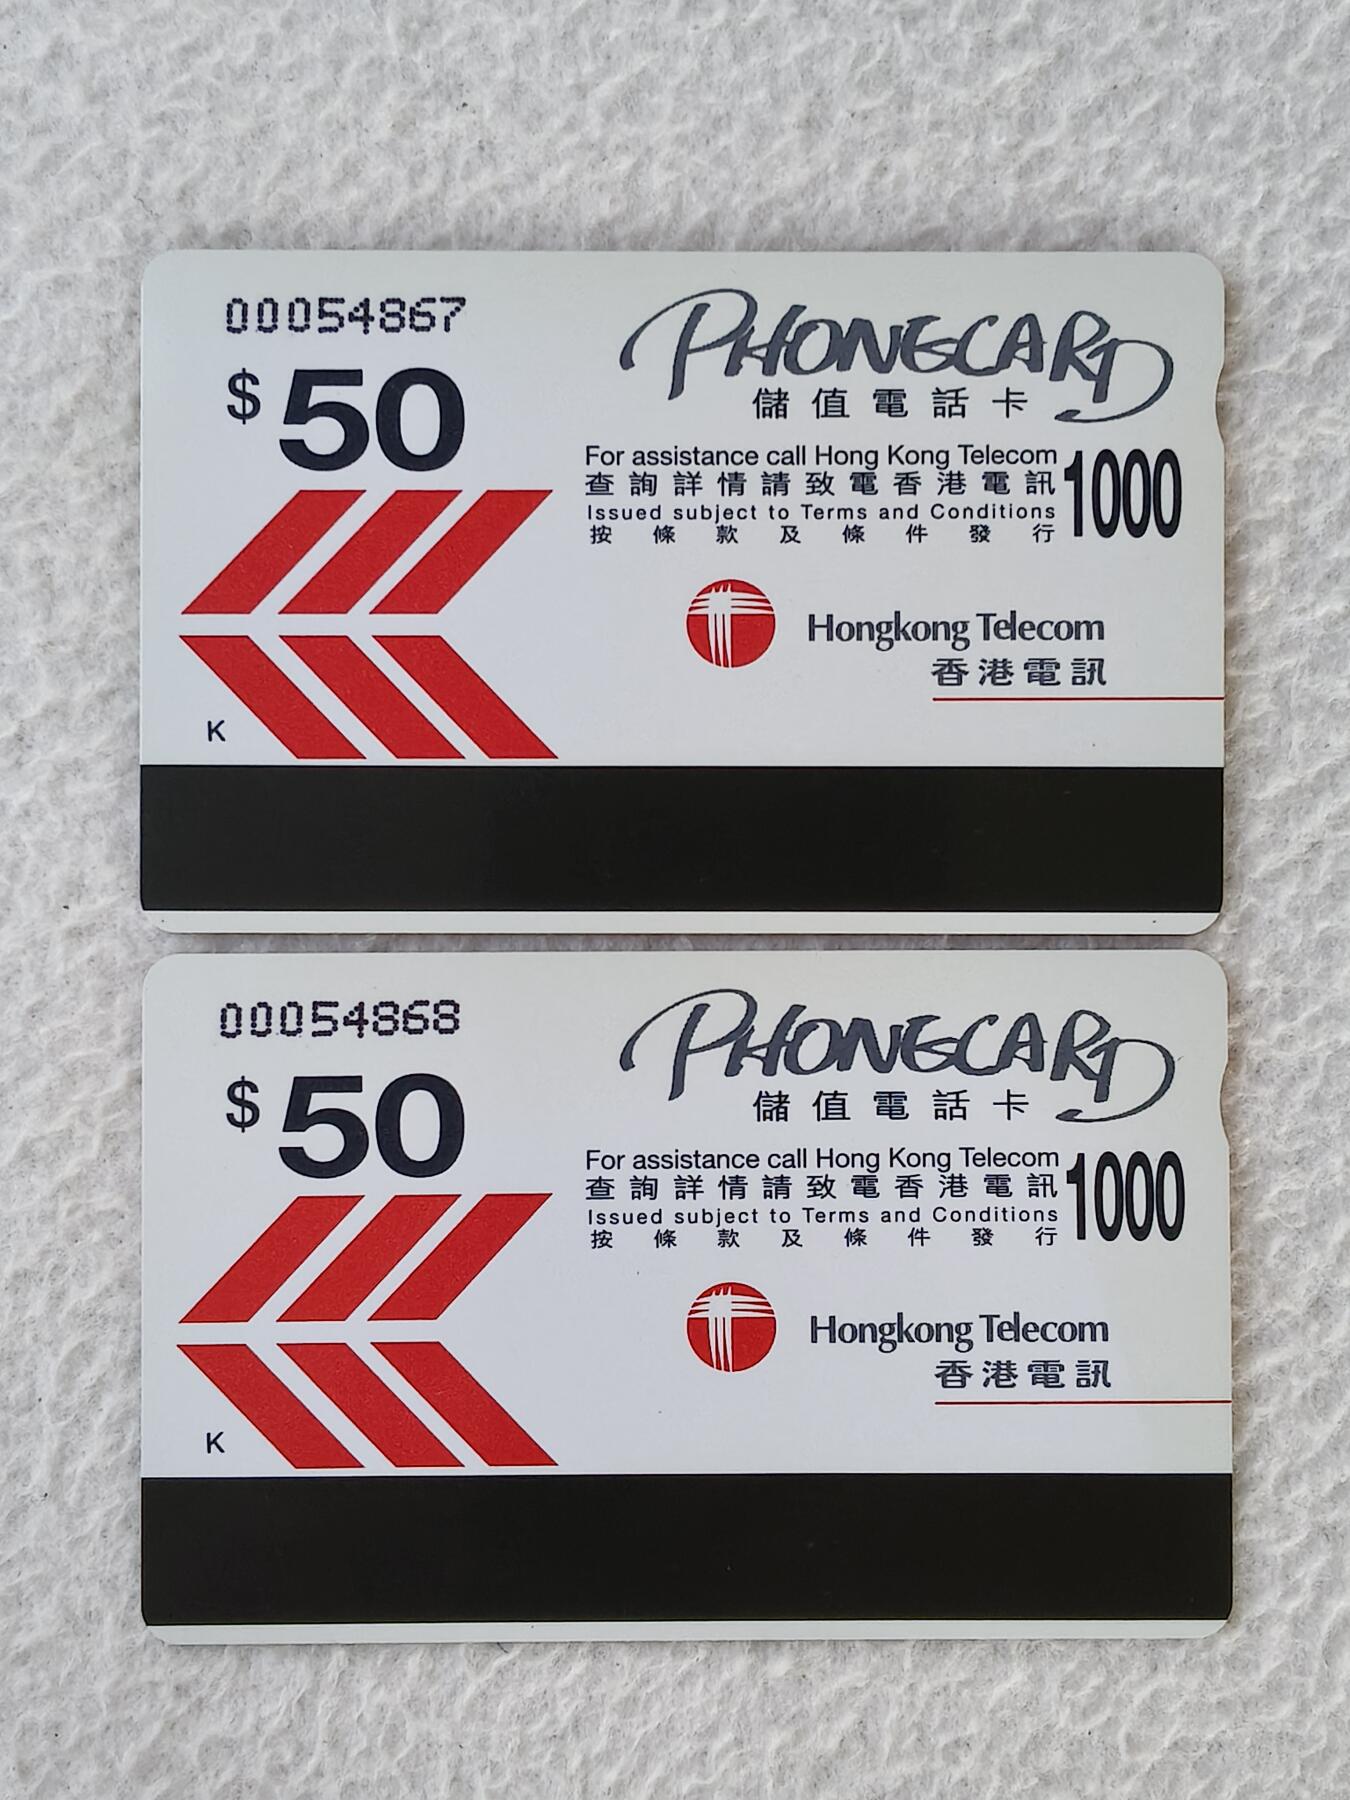 00054867
$50
PHONECARD
儲值電話卡
For assistance call Hong Kong Telecom 1000
查詢詳情請致電香港電訊
Issued subject to Terms and Conditions
按條款及條件發行
Hongkong Telecom
香港電訊
K
00054868
$50
PHONECARD
儲值電話卡
For assistance call Hong Kong Telecom 1000
查詢詳情請致電香港電訊
Issued subject to Terms and Conditions
按條款及條件發行
Hongkong Telecom
香港電訊
K